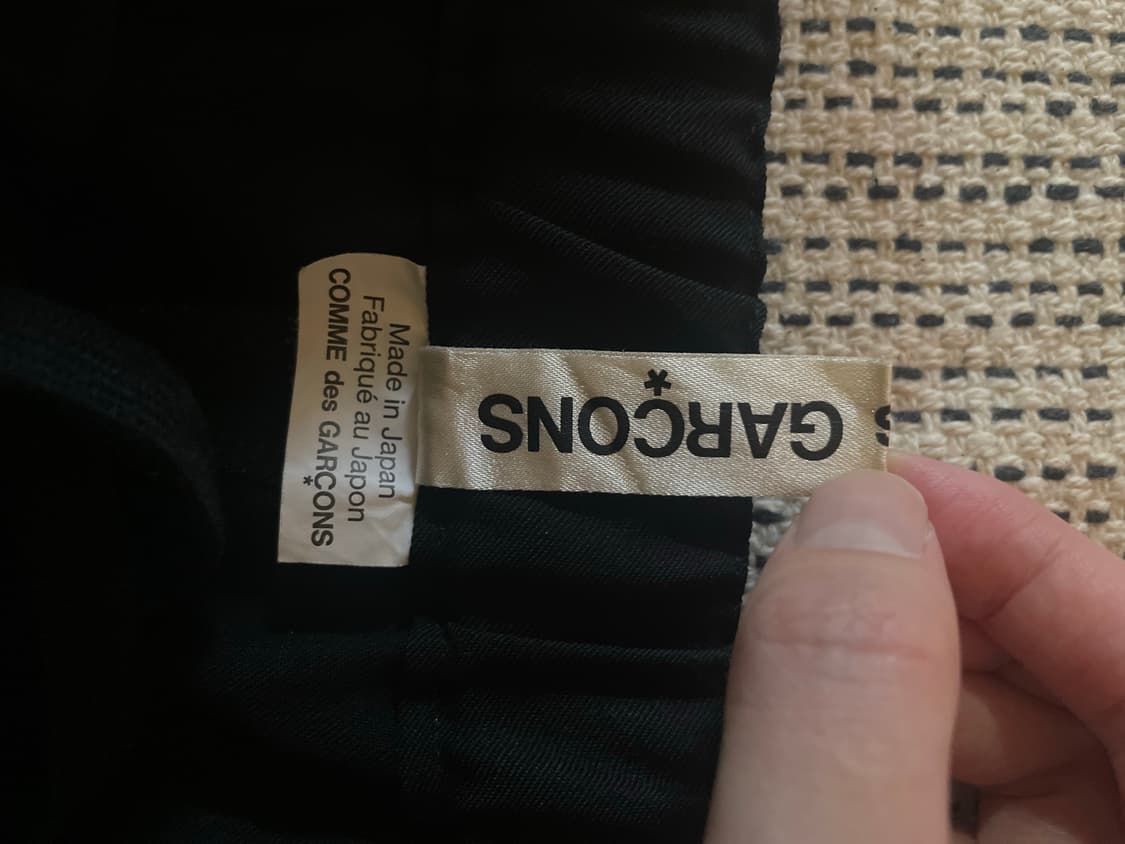 Made in Japan
Fabriqué au Japon
COMME des GARÇONS
GARÇONS